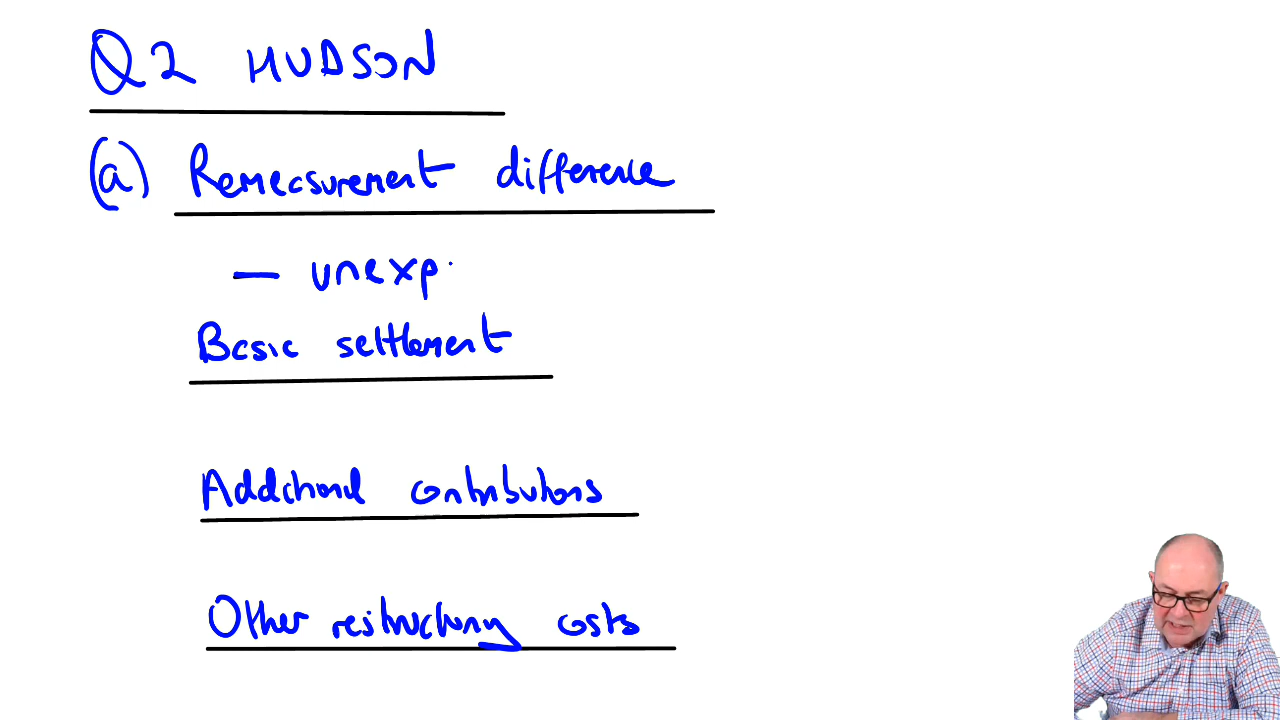 Q2 HUDSON
(a) Remeasurement difference
— unexp
Basic settlement
Additional contributions
Other restructuring costs